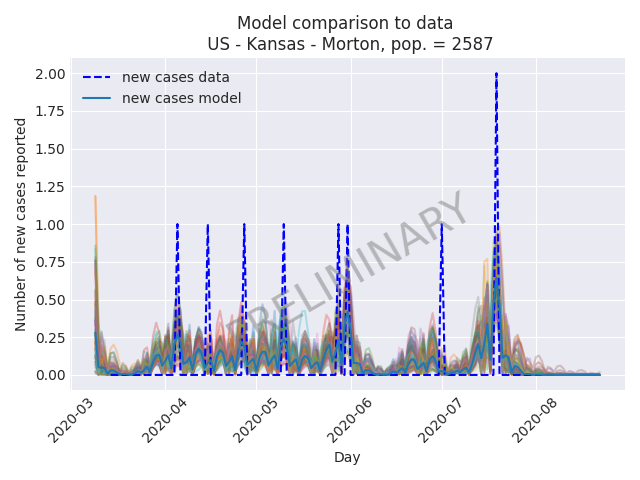 Model comparison to data
US - Kansas - Morton, pop. = 2587
new cases data
new cases model
PRELIMINARY
Number of new cases reported
2.00
1.75
1.50
1.25
1.00
0.75
0.50
0.25
0.00
2020-03
2020-04
2020-05
2020-06
2020-07
2020-08
Day